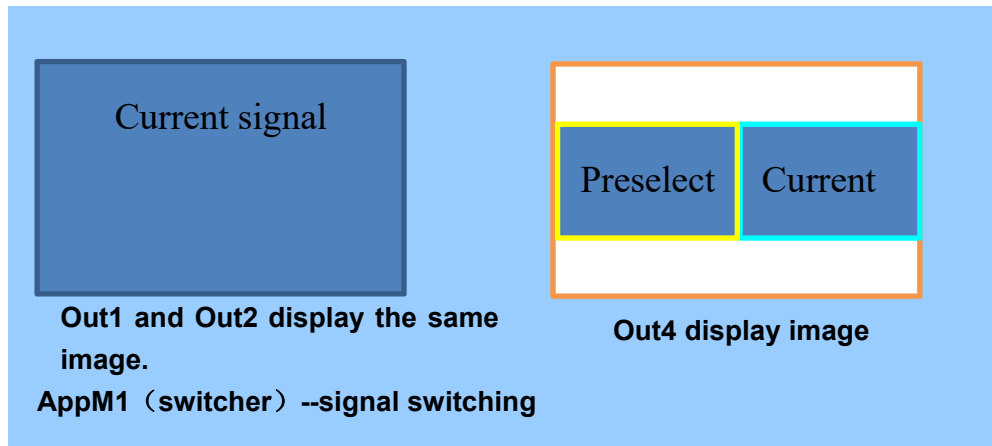 Current signal
Out1 and Out2 display the same
image.
AppM1（switcher）--signal switching
Preselect
Current
Out4 display image